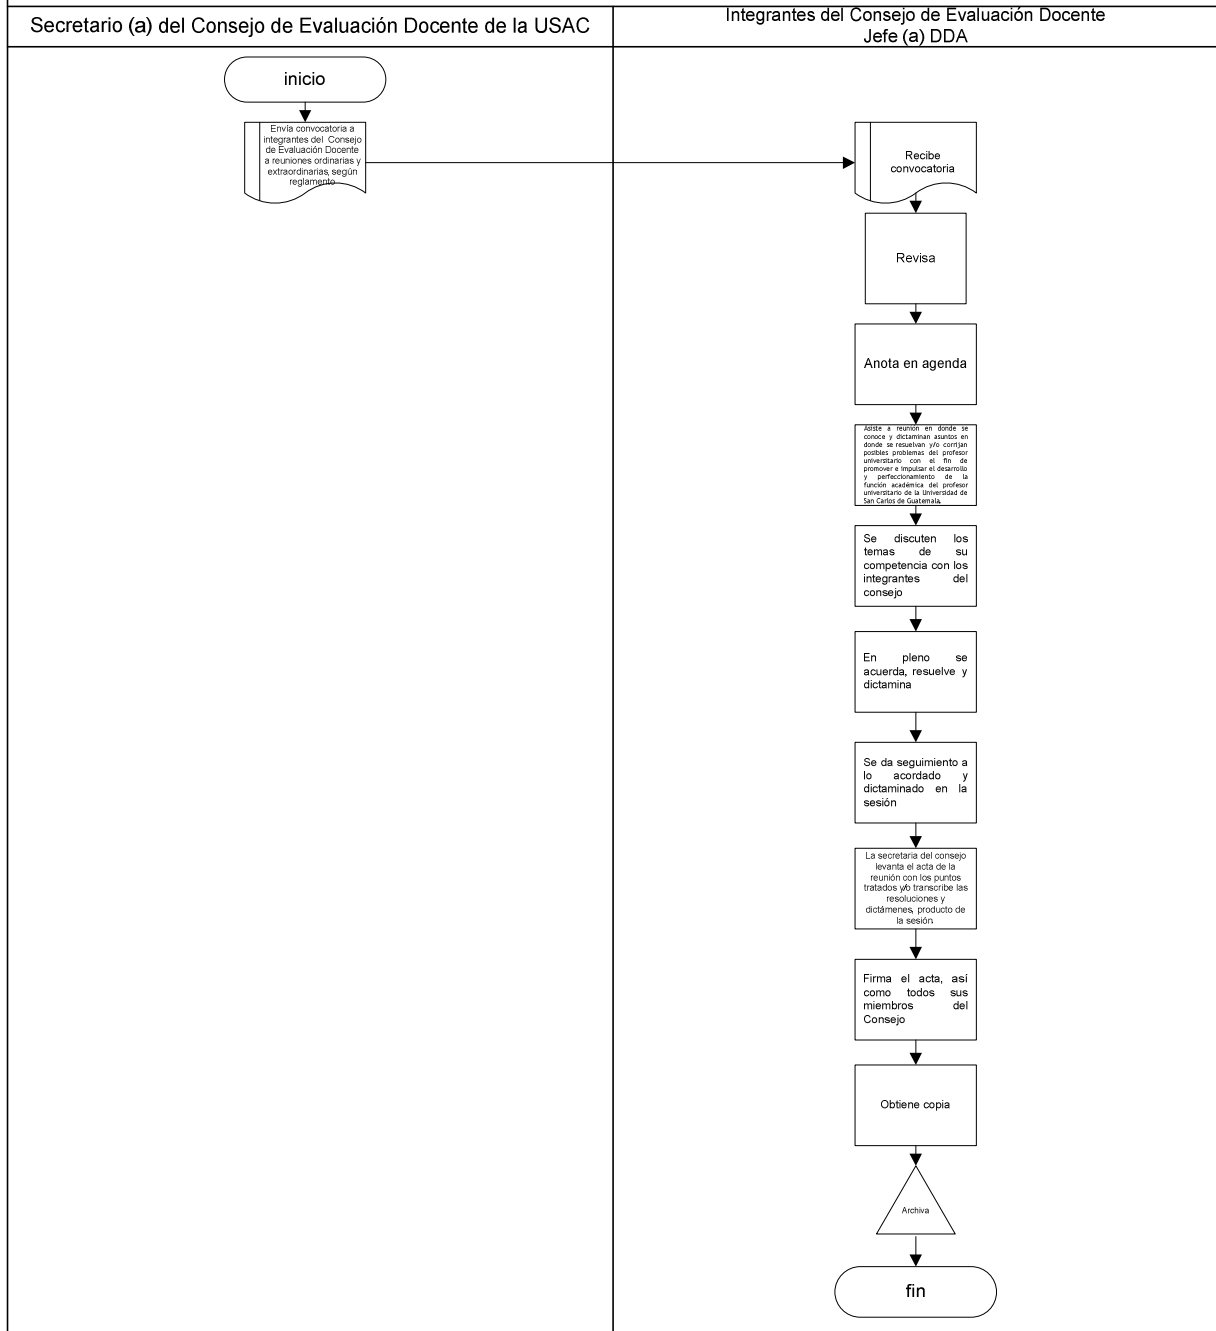 Secretario (a) del Consejo de Evaluación Docente de la USAC
Integrantes del Consejo de Evaluación Docente
Jefe (a) DDA
inicio
Envía convocatoria a
integrantes del Consejo
de Evaluación Docente
a reuniones ordinarias y
extraordinarias, según
reglamento
Recibe
convocatoria
Revisa
Anota en agenda
Asiste a reunión en donde se
conoce y dictaminan asuntos en
donde se resuelvan y/o corrijan
posibles problemas del profesor
universitario con el fin de
promover e impulsar el desarrollo
y perfeccionamiento de la
función académica del profesor
universitario de la Universidad de
San Carlos de Guatemala.
Se discuten los
temas de su
competencia con los
integrantes del
consejo
En pleno se
acuerda, resuelve y
dictamina
Se da seguimiento a
lo acordado y
dictaminado en la
sesión
La secretaria del consejo
levanta el acta de la
reunión con los puntos
tratados y/o transcribe las
resoluciones y
dictámenes, producto de
la sesión.
Firma el acta, así
como todos sus
miembros del
Consejo
Obtiene copia
Archiva
fin